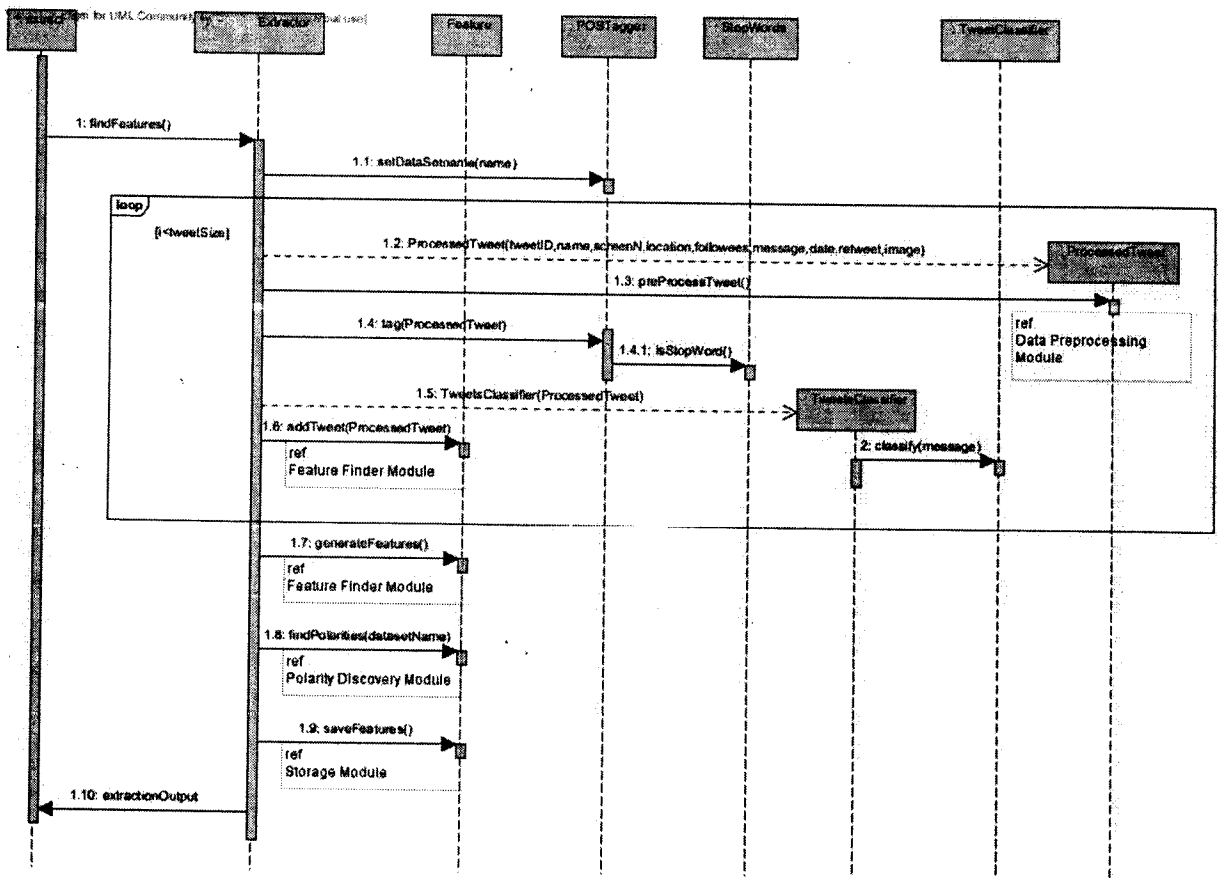 for UML Communi
Extractor
Feature
POSTagger
StopWords
TweetClassifier
1: findFeatures()
1.1: setDataSetname(name)
loop
[i<tweetSize]
1.2: ProcessedTweet(tweetID,name,screenN,location,followees,message,date,retweet,image)
ProcessedTweet
1.3: preProcessTweet()
ref
Data Preprocessing
Module
1.4: tag(ProcessedTweet)
1.4.1: isStopWord()
1.5: TweetsClassifier(ProcessedTweet)
TweetsClassifier
1.6: addTweet(ProcessedTweet)
ref
Feature Finder Module
2: classify(message)
1.7: generateFeatures()
ref
Feature Finder Module
1.8: findPolarities(datasetName)
ref
Polarity Discovery Module
1.9: saveFeatures()
ref
Storage Module
1.10: extractionOutput